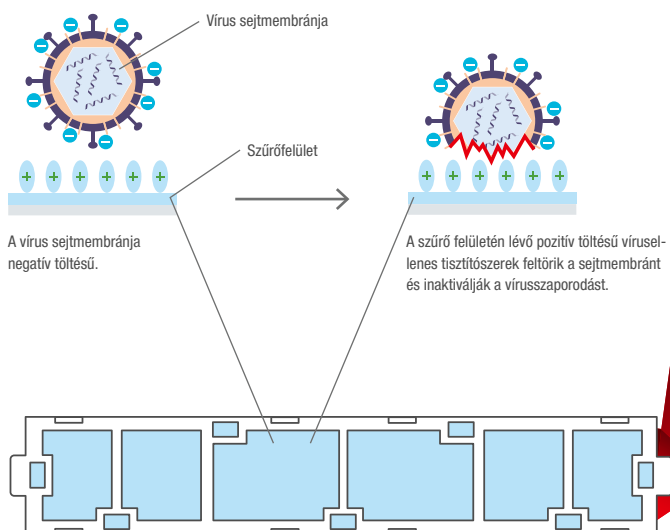 Vírus sejtmembránja
Szűrőfelület
A vírus sejtmembránja
negatív töltésű.
A szűrő felületén lévő pozitív töltésű vírusel-
lenes tisztítószerek feltörik a sejtmembránt
és inaktiválják a vírusszaporodást.